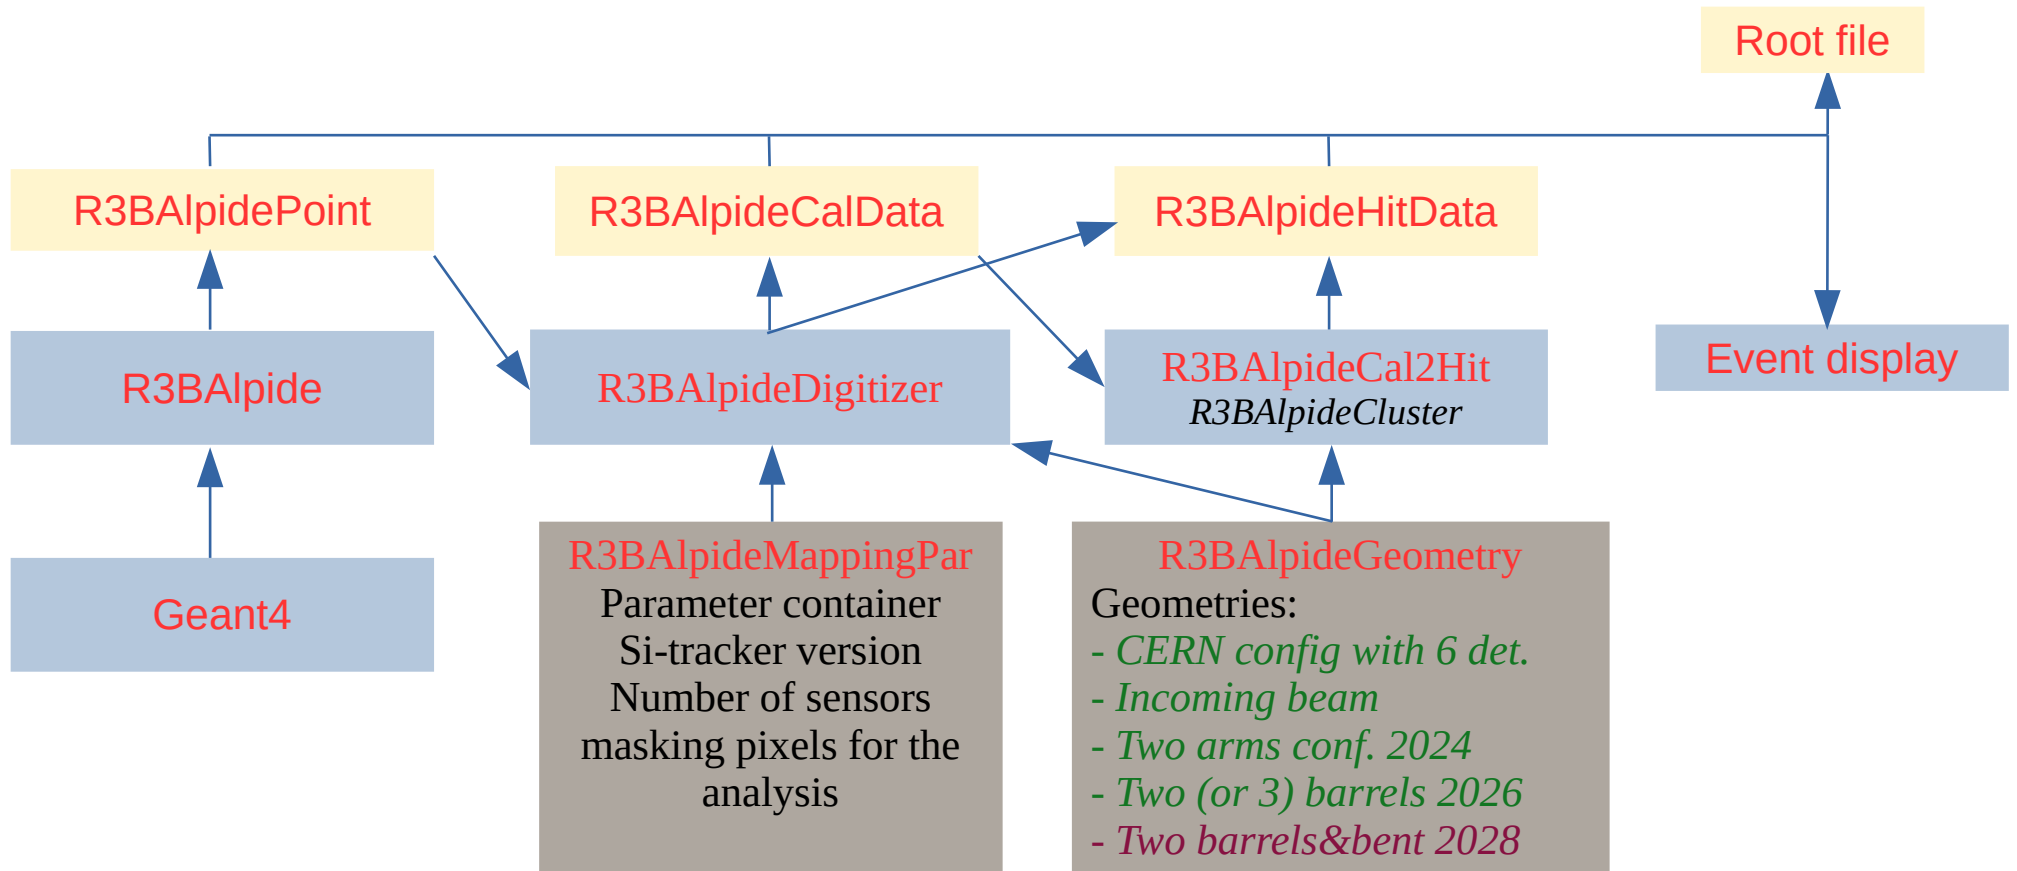 Root file
R3BAlpidePoint
R3BAlpideCalData
R3BAlpideHitData
R3BAlpide
R3BAlpideDigitizer
R3BAlpideCal2Hit
R3BAlpideCluster
Event display
Geant4
R3BAlpideMappingPar
Parameter container
Si-tracker version
Number of sensors
masking pixels for the
analysis
R3BAlpideGeometry
Geometries:
- CERN config with 6 det.
- Incoming beam
- Two arms conf. 2024
- Two (or 3) barrels 2026
- Two barrels&bent 2028